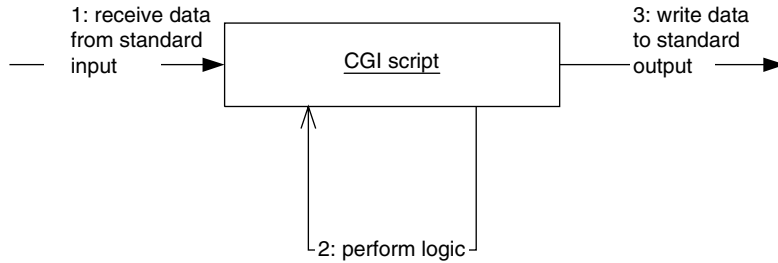 1: receive data
from standard
input
CGI script
3: write data
to standard
output
2: perform logic